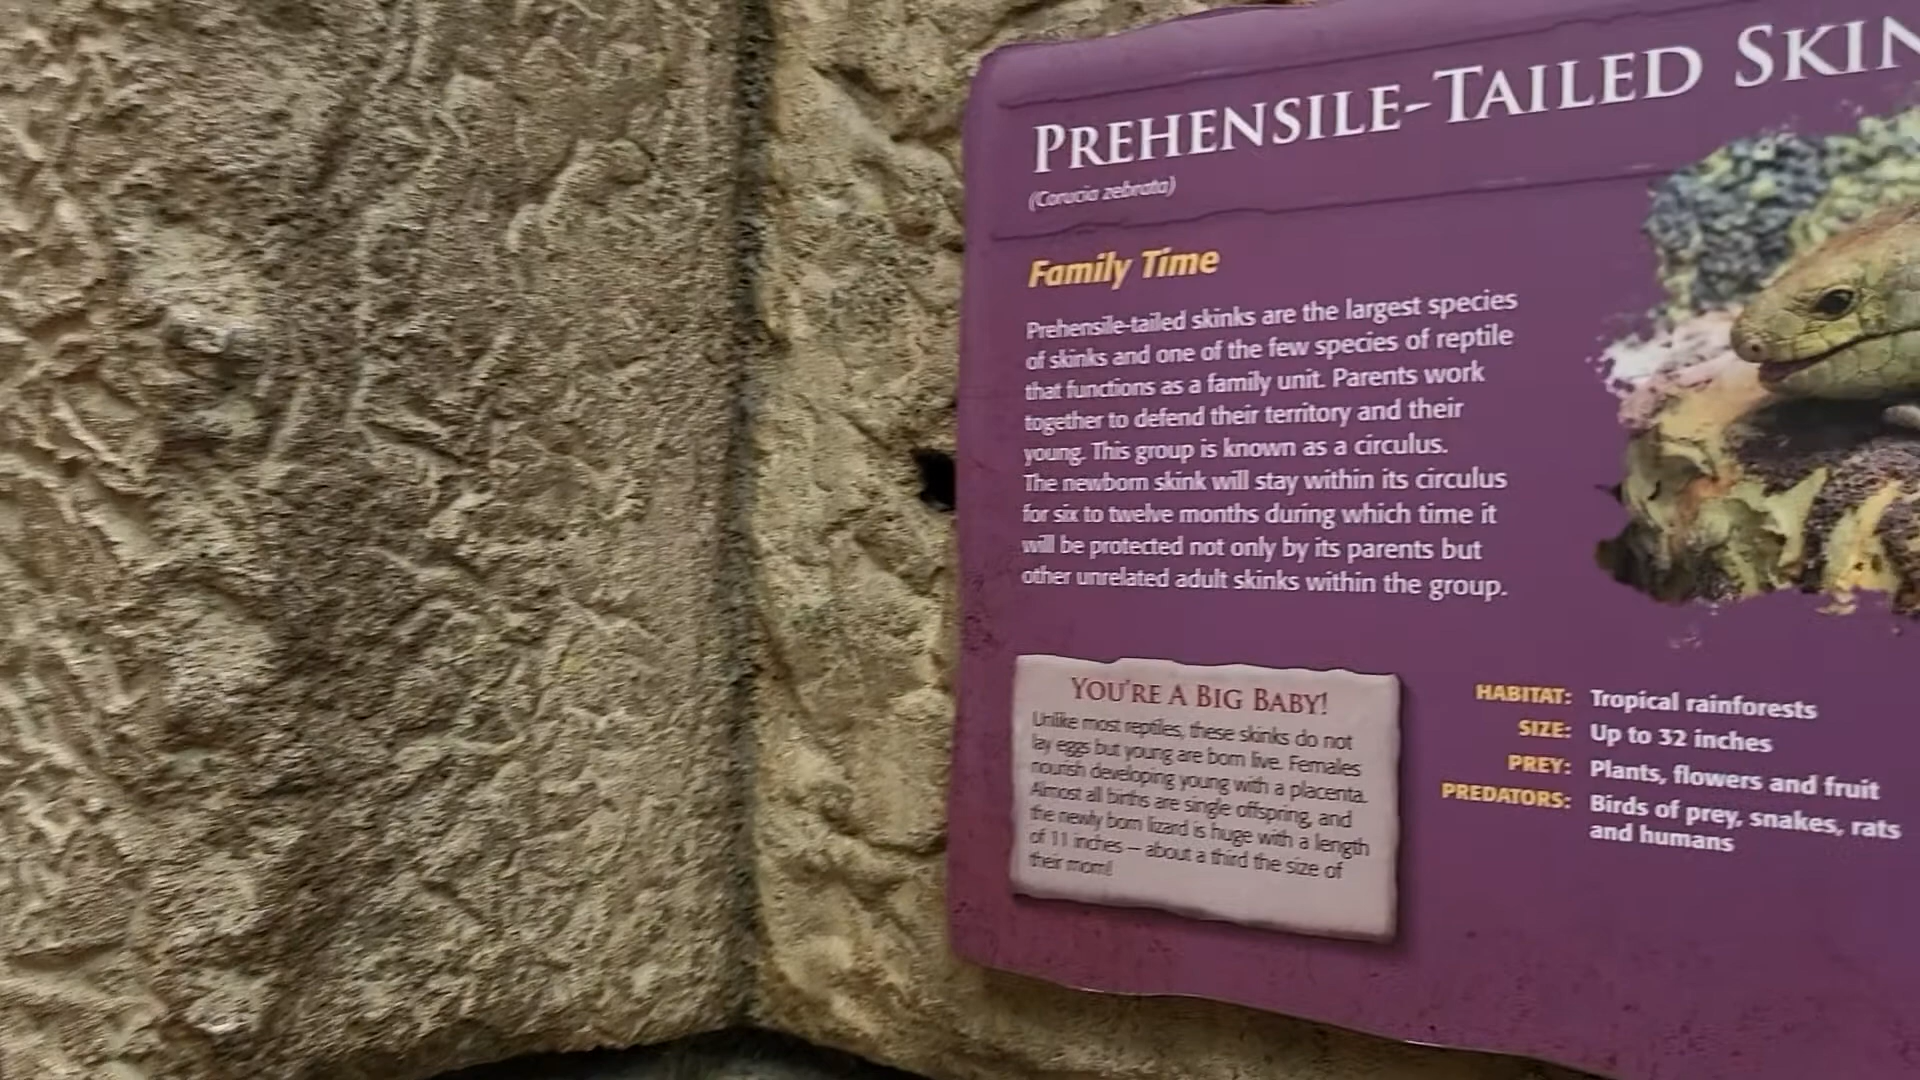 PREHENSILE-TAILED SKIN
(Corucia zebrata)
Family Time
Prehensile-tailed skinks are the largest species
of skinks and one of the few species of reptile
that functions as a family unit. Parents work
together to defend their territory and their
young. This group is known as a circulus.
The newborn skink will stay within its circulus
for six to twelve months during which time it
will be protected not only by its parents but
other unrelated adult skinks within the group.
YOU'RE A BIG BABY!
Unlike most reptiles, these skinks do not
lay eggs but young are born live. Females
nourish developing young with a placenta.
Almost all births are single offspring, and
the newly born lizard is huge with a length
of 11 inches – about a third the size of
their mom!
HABITAT: Tropical rainforests
SIZE: Up to 32 inches
PREY: Plants, flowers and fruit
PREDATORS: Birds of prey, snakes, rats
and humans